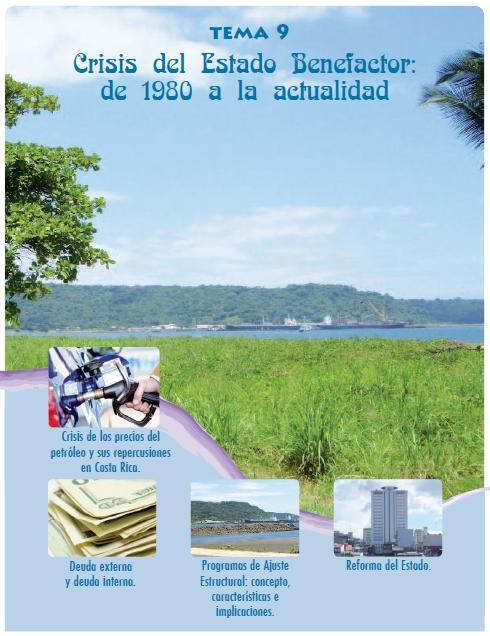 TEMA 9
Crisis del Estado Benefactor:
de 1980 a la actualidad
Crisis de los precios del
petróleo y sus repercusiones
en Costa Rica.
Deuda externa
y deuda interna.
Programas de Ajuste
Estructural: concepto,
características e
implicaciones.
Reforma del Estado.